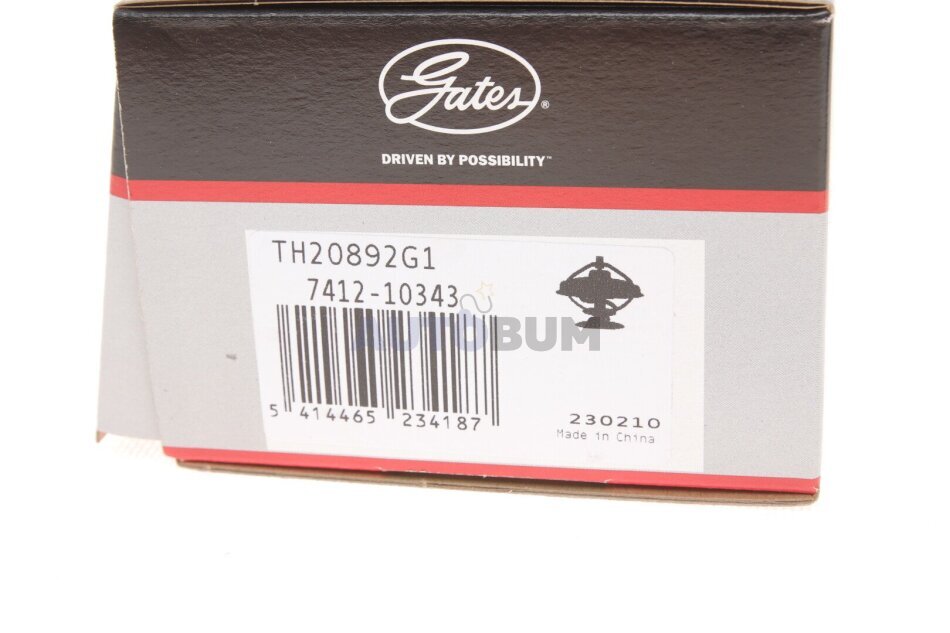 Gates®
DRIVEN BY POSSIBILITY™
TH20892G1
7412-10343
AUTOBUM
5 414465 234187
230210
Made in China